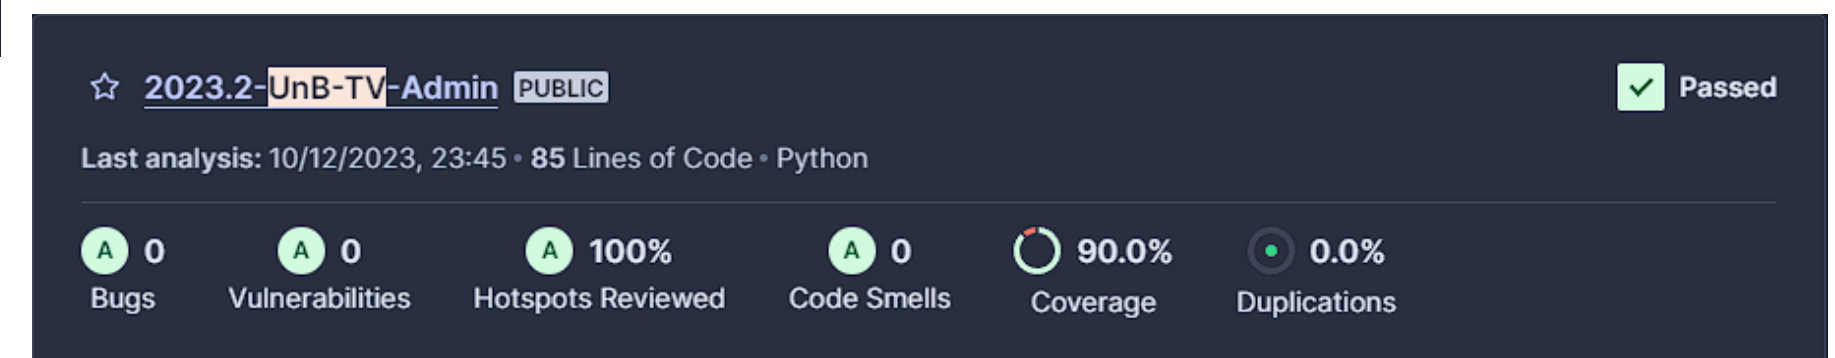 2023.2-UnB-TV-Admin PUBLIC Passed
Last analysis: 10/12/2023, 23:45 • 85 Lines of Code • Python
A 0 A 0 A 100% A 0 90.0% 0.0%
Bugs Vulnerabilities Hotspots Reviewed Code Smells Coverage Duplications